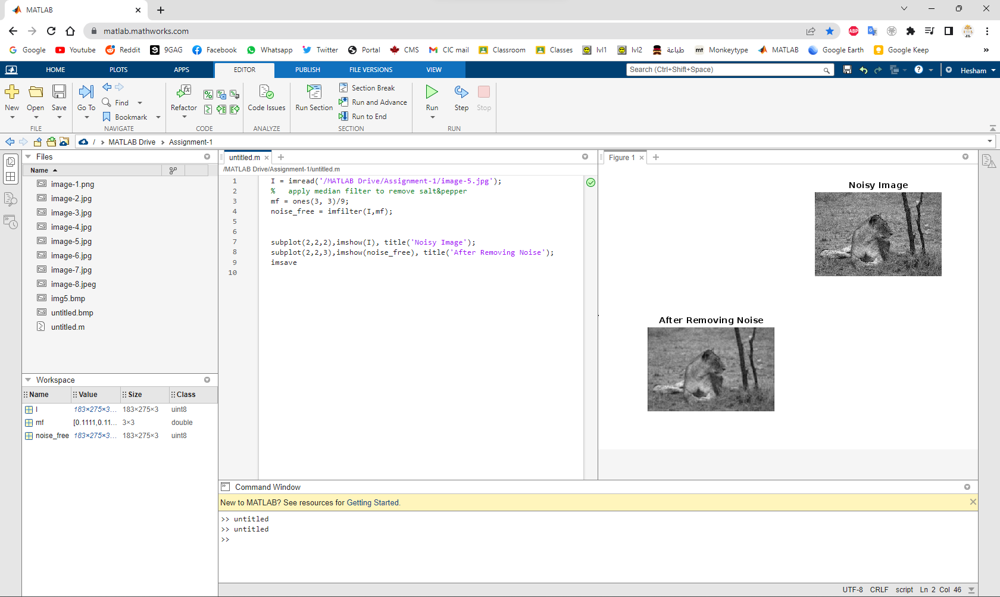 MATLAB
matlab.mathworks.com
ABP
Google Youtube Reddit 9GAG Facebook Whatsapp Twitter Portal CMS CIC mail Classroom Classes lvl1 lvl2 طباعة mt Monkeytype MATLAB Google Earth Google Keep »
HOME PLOTS APPS EDITOR PUBLISH FILE VERSIONS VIEW Search (Ctrl+Shift+Space) Hesham
New Open Save Go To Find Bookmark Refactor Code Issues Run Section Section Break Run and Advance Run to End Run Step Stop
FILE NAVIGATE CODE ANALYZE SECTION RUN
/ › MATLAB Drive › Assignment-1
Files
Name
image-1.png
image-2.jpg
image-3.jpg
image-4.jpg
image-5.jpg
image-6.jpg
image-7.jpg
image-8.jpeg
img5.bmp
untitled.bmp
untitled.m
Workspace
Name Value Size Class
I 183×275×3... 183×275×3 uint8
mf [0.1111,0.11... 3×3 double
noise_free 183×275×3... 183×275×3 uint8
untitled.m × +
/MATLAB Drive/Assignment-1/untitled.m
1 I = imread('/MATLAB Drive/Assignment-1/image-5.jpg');
2 % apply median filter to remove salt&pepper
3 mf = ones(3, 3)/9;
4 noise_free = imfilter(I,mf);
5
6
7 subplot(2,2,2),imshow(I), title('Noisy Image');
8 subplot(2,2,3),imshow(noise_free), title('After Removing Noise');
9 imsave
10
Figure 1 × +
Noisy Image
After Removing Noise
Command Window
New to MATLAB? See resources for Getting Started.
>> untitled
>> untitled
>>
UTF-8 CRLF script Ln 2 Col 46